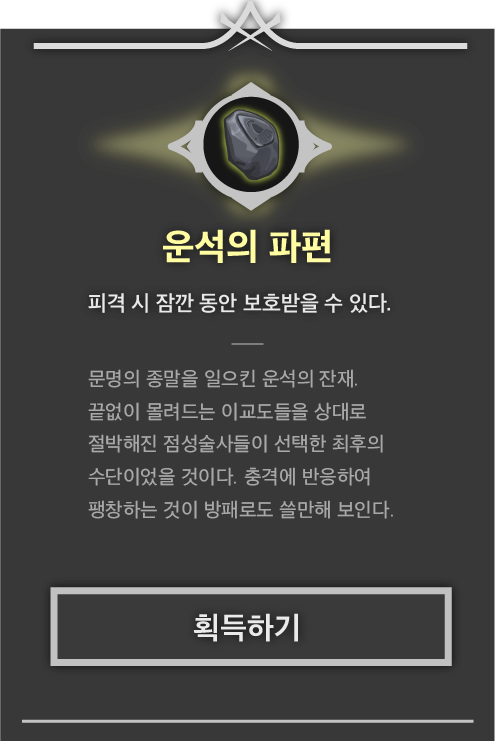 운석의 파편
피격 시 잠깐 동안 보호받을 수 있다.
문명의 종말을 일으킨 운석의 잔재.
끝없이 몰려드는 이교도들을 상대로
절박해진 점성술사들이 선택한 최후의
수단이었을 것이다. 충격에 반응하여
팽창하는 것이 방패로도 쓸만해 보인다.
획득하기